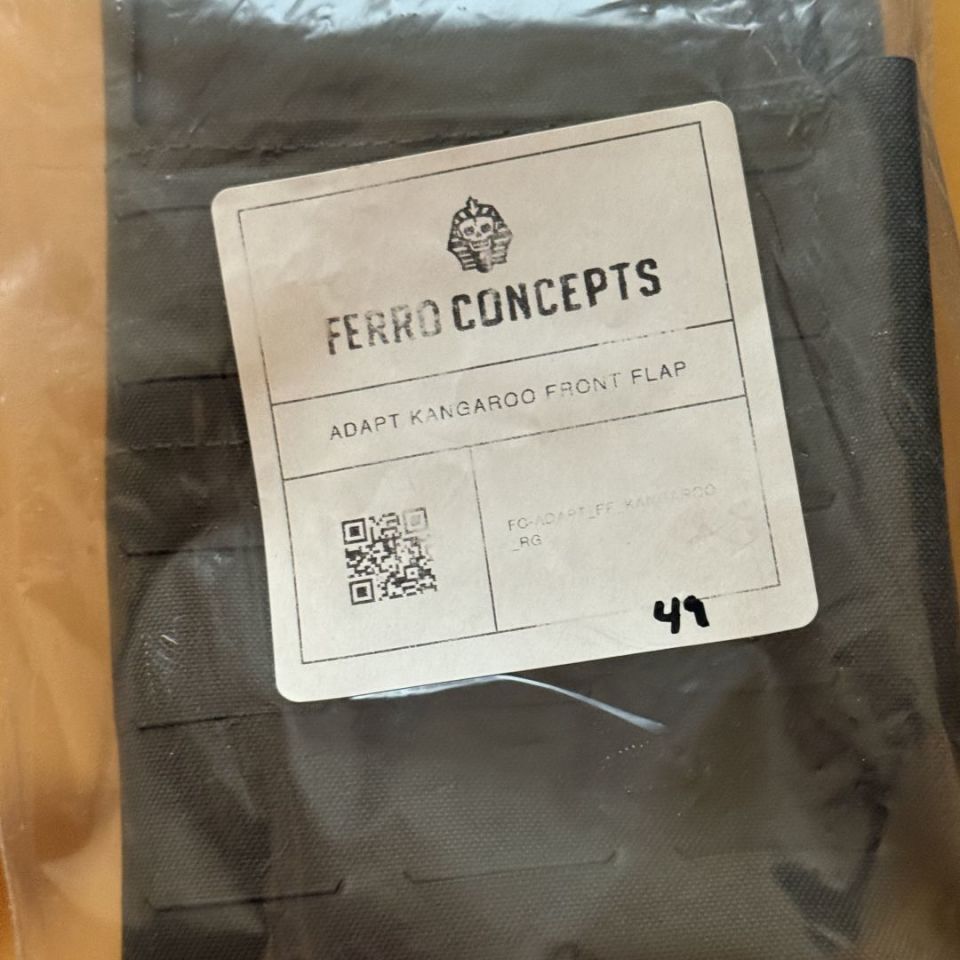 FERRO CONCEPTS
ADAPT KANGAROO FRONT FLAP
FC-ADAPT_FF_KANGAROO
_RG
49